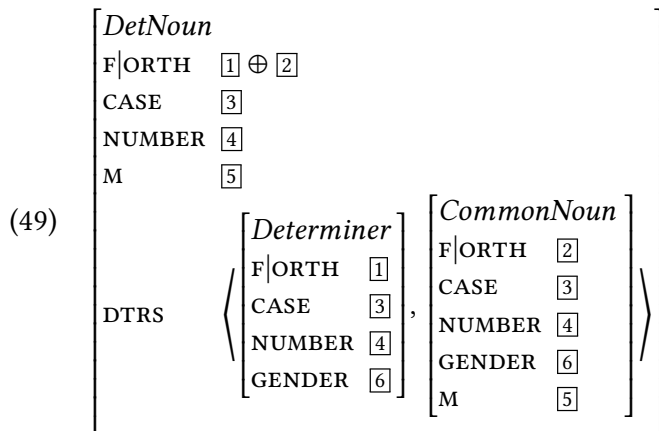 DetNoun
F|ORTH 1 ⊕ 2
CASE 3
NUMBER 4
M 5
(49)
DTRS ⟨ Determiner , CommonNoun ⟩
F|ORTH 1 F|ORTH 2
CASE 3 CASE 3
NUMBER 4 NUMBER 4
GENDER 6 GENDER 6
M 5